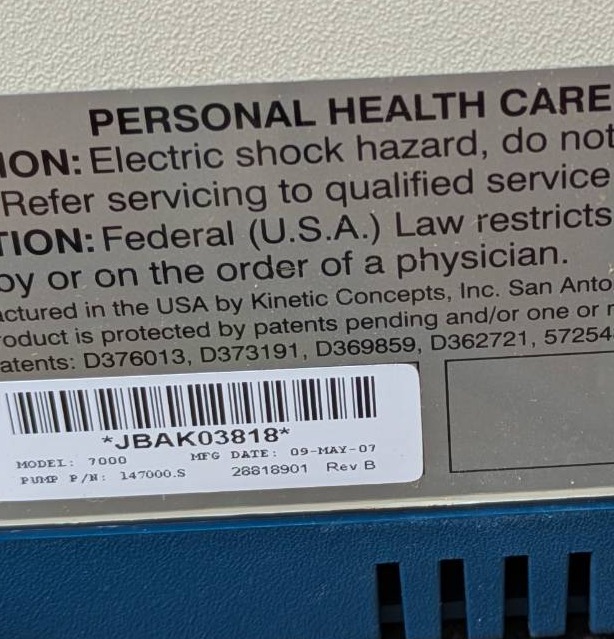 PERSONAL HEALTH CARE
ION: Electric shock hazard, do not
Refer servicing to qualified service
TION: Federal (U.S.A.) Law restricts
by or on the order of a physician.
actured in the USA by Kinetic Concepts, Inc. San Anto
roduct is protected by patents pending and/or one or
atents: D376013, D373191, D369859, D362721, 57254
*JBAK03818*
MODEL: 7000 MFG DATE: 09-MAY-07
PUMP P/N: 147000.S 28818901 Rev B